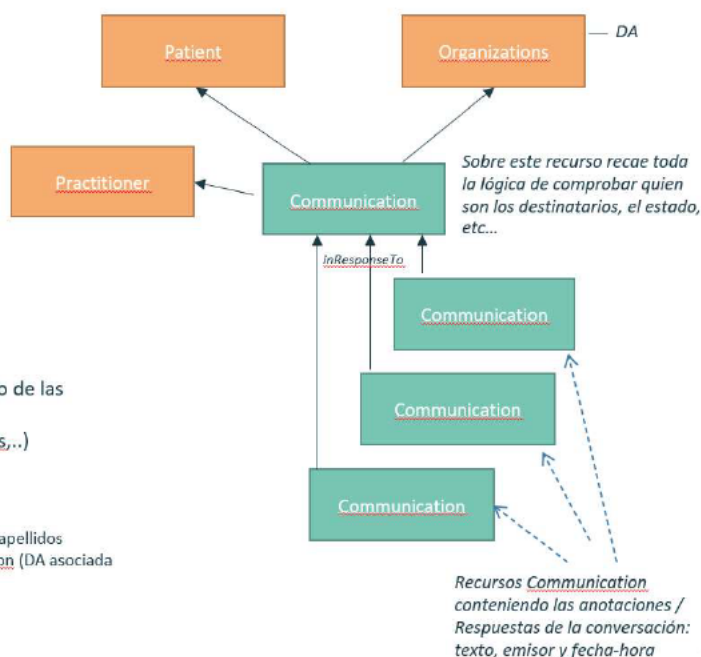 Patient
Organizations
DA
Practitioner
Communication
Sobre este recurso recae toda
la lógica de comprobar quien
son los destinatarios, el estado,
etc...
inResponseTo
Communication
o de las
Communication
s,..)
Communication
apellidos
on (DA asociada
Recursos Communication
conteniendo las anotaciones /
Respuestas de la conversación:
texto, emisor y fecha-hora